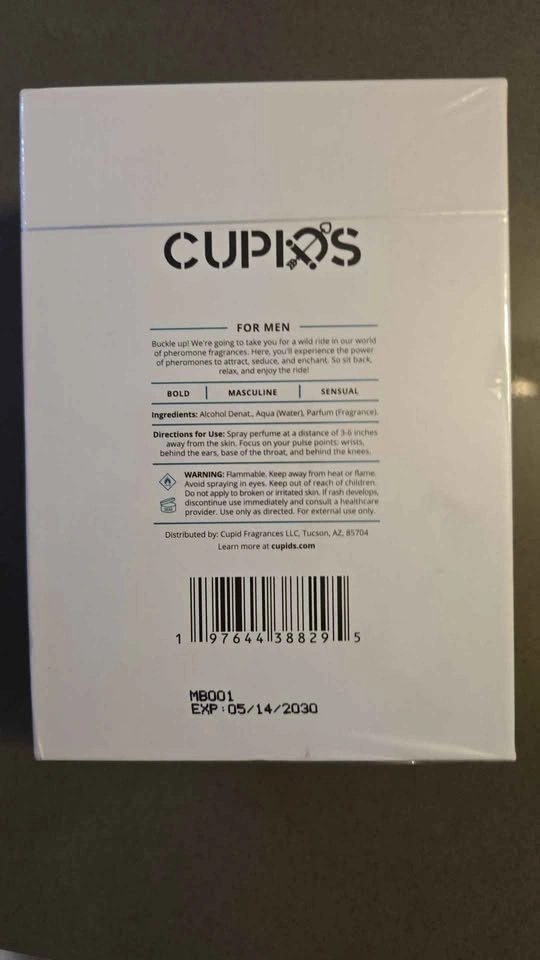 CUPIDS
FOR MEN
Buckle up! We're going to take you for a wild ride in our world
of pheromone fragrances. Here, you'll experience the power
of pheromones to attract, seduce, and enchant. So sit back,
relax, and enjoy the ride!
BOLD | MASCULINE | SENSUAL
Ingredients: Alcohol Denat., Aqua (Water), Parfum (Fragrance).
Directions for Use: Spray perfume at a distance of 3-6 inches
away from the skin. Focus on your pulse points: wrists,
behind the ears, base of the throat, and behind the knees.
WARNING: Flammable. Keep away from heat or flame.
Avoid spraying in eyes. Keep out of reach of children.
Do not apply to broken or irritated skin. If rash develops,
discontinue use immediately and consult a healthcare
provider. Use only as directed. For external use only.
Distributed by: Cupid Fragrances LLC, Tucson, AZ, 85704
Learn more at cupids.com
1 97644 38829 5
MB001
EXP:05/14/2030